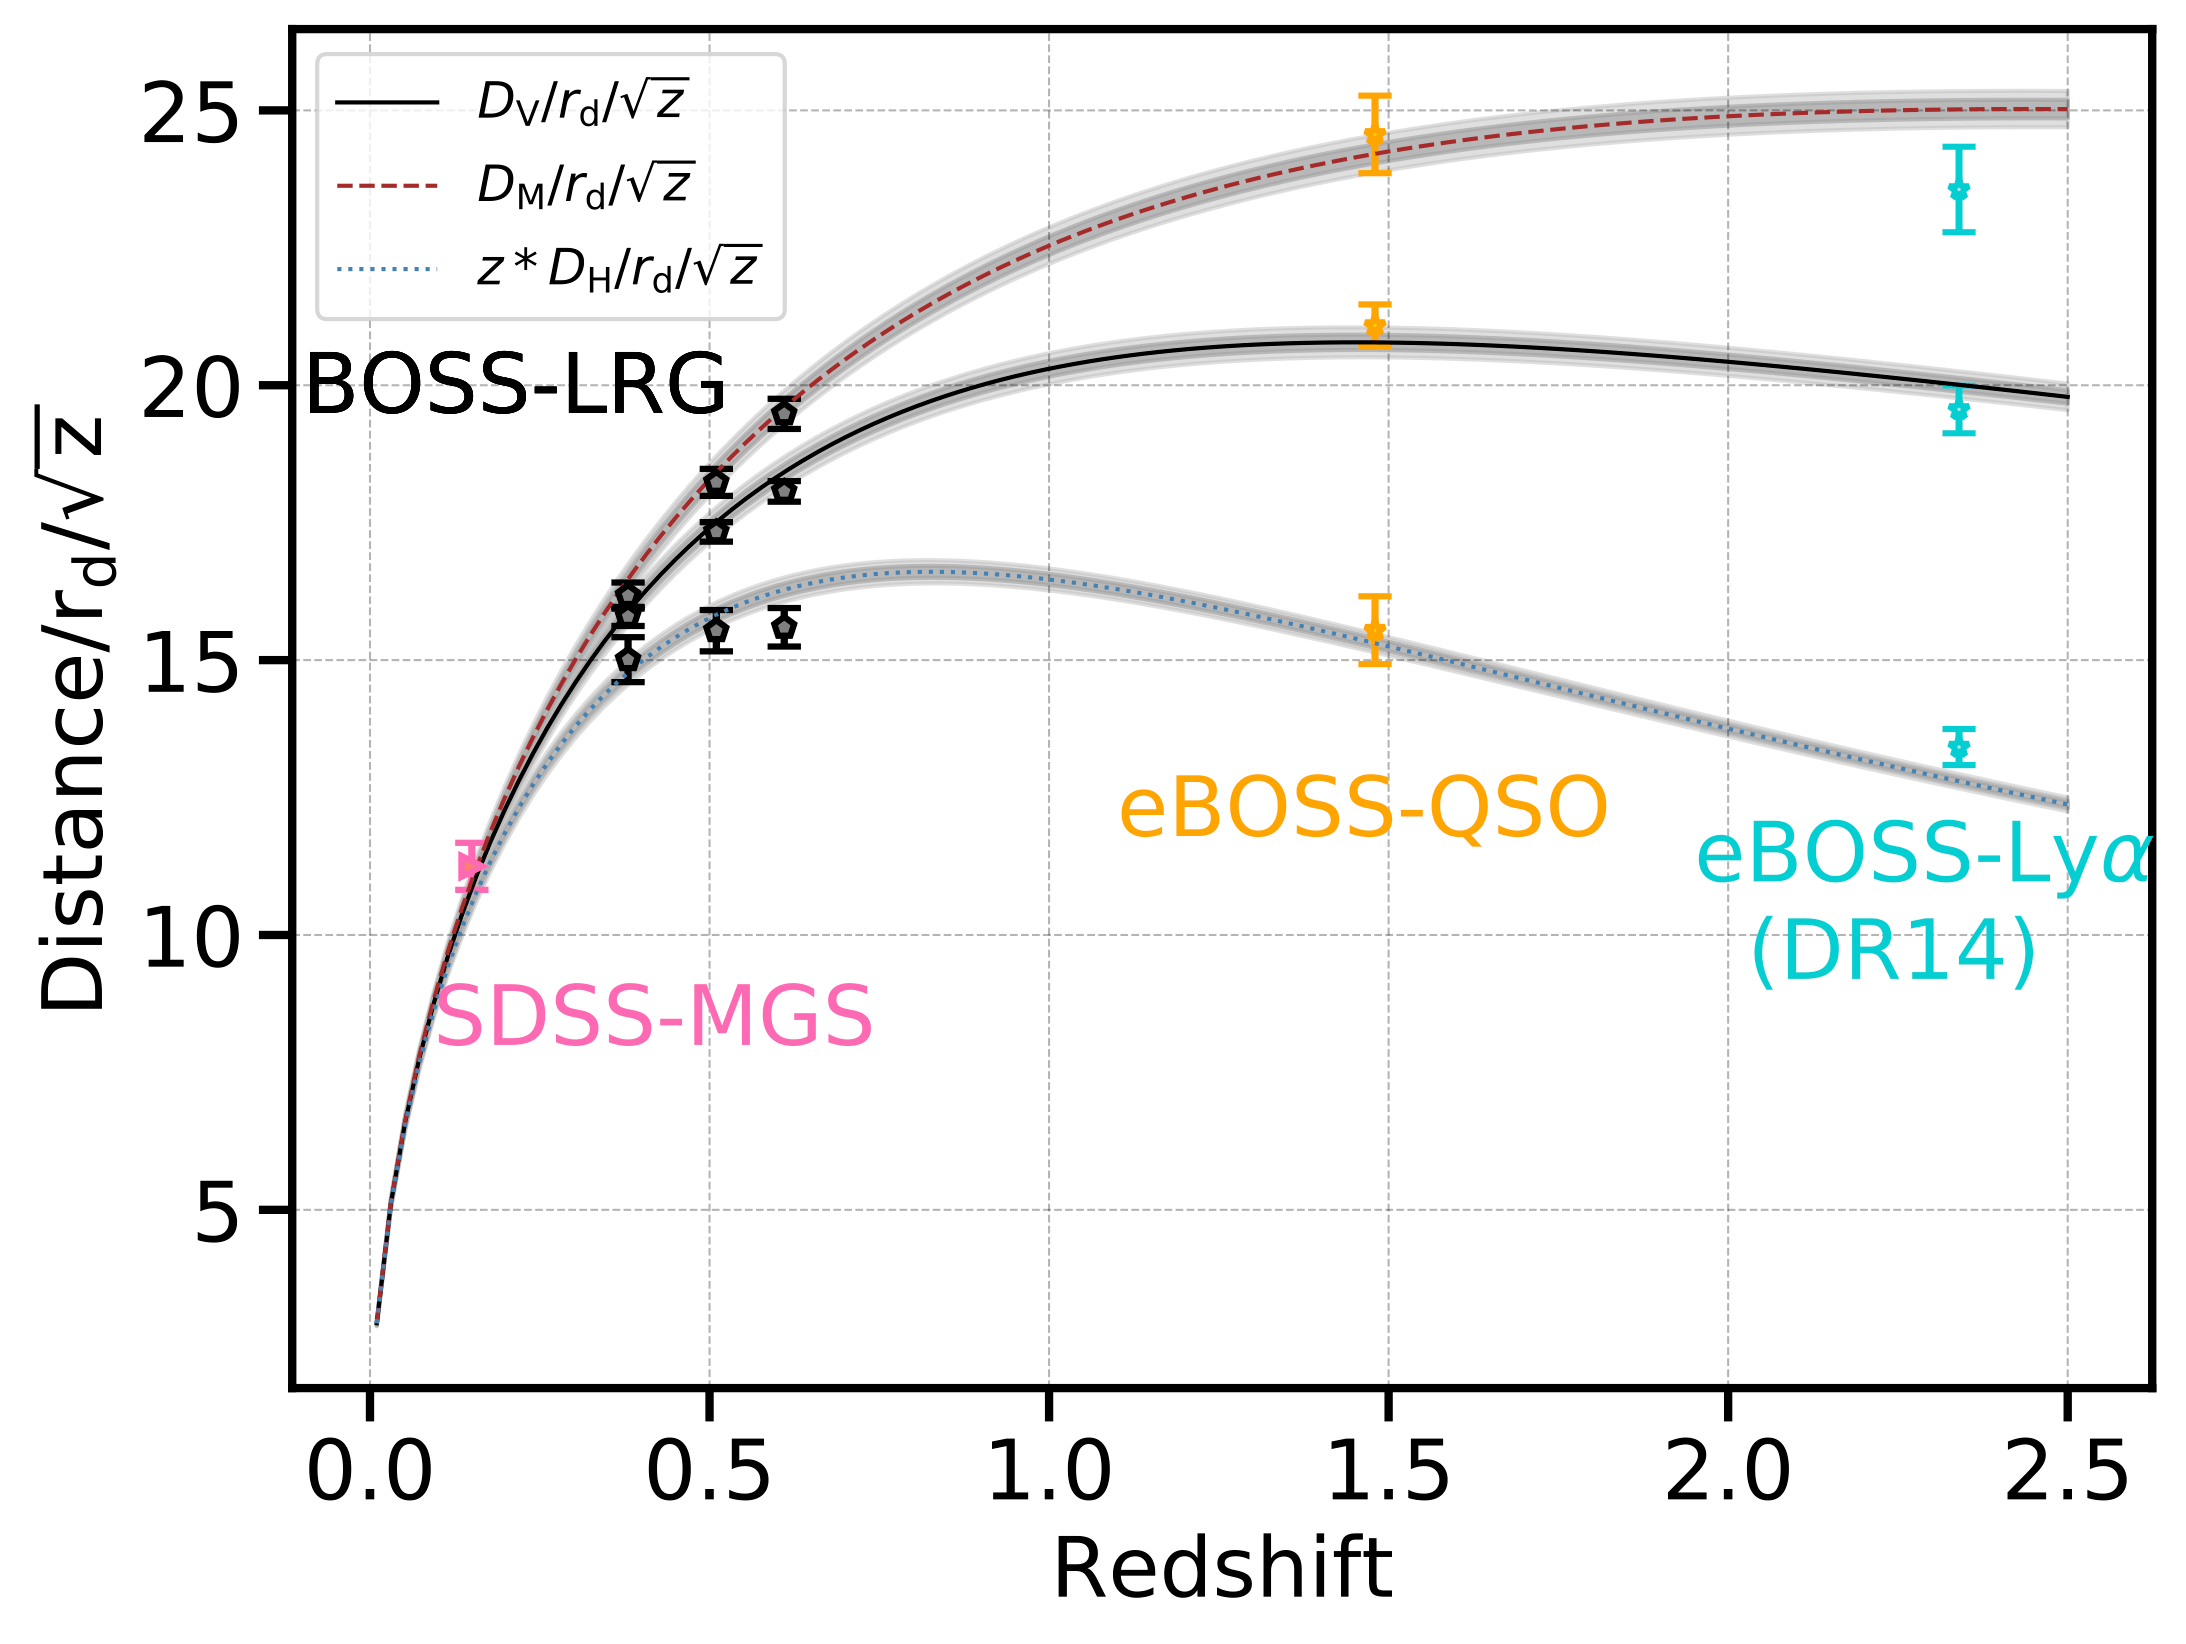 D_V/r_d/√z
D_M/r_d/√z
z * D_H/r_d/√z
BOSS-LRG
eBOSS-QSO
eBOSS-Lyα
(DR14)
SDSS-MGS
Distance/r_d/√z
25
20
15
10
5
0.0 0.5 1.0 1.5 2.0 2.5
Redshift